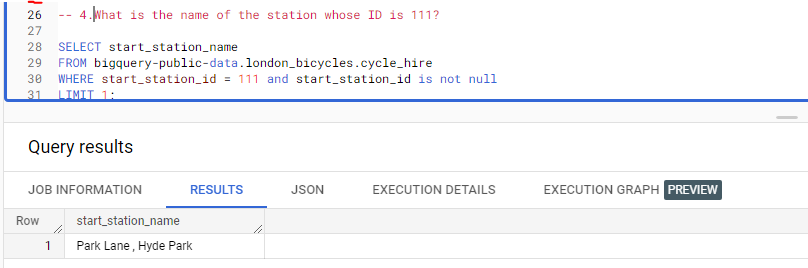 26 -- 4.What is the name of the station whose ID is 111?
27
28 SELECT start_station_name
29 FROM bigquery-public-data.london_bicycles.cycle_hire
30 WHERE start_station_id = 111 and start_station_id is not null
31 LIMIT 1;
Query results
JOB INFORMATION RESULTS JSON EXECUTION DETAILS EXECUTION GRAPH PREVIEW
Row start_station_name
1 Park Lane , Hyde Park